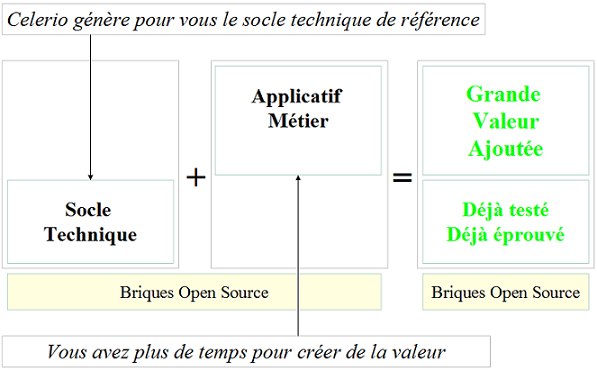 Celerio génère pour vous le socle technique de référence
Applicatif
Métier
Grande
Valeur
Ajoutée
+
=
Socle
Technique
Déjà testé
Déjà éprouvé
Briques Open Source
Briques Open Source
Vous avez plus de temps pour créer de la valeur